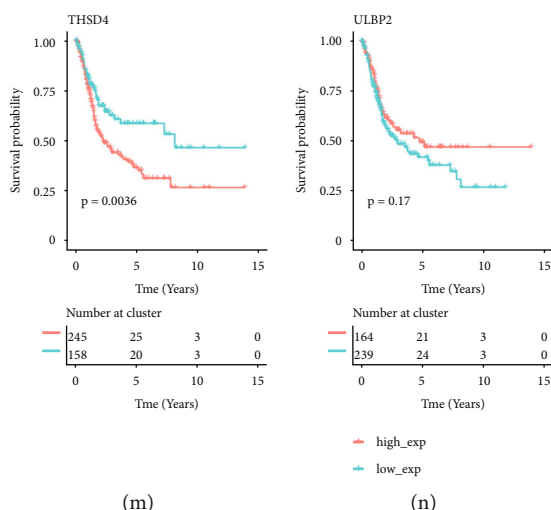 THSD4
1.00
0.75
0.50
0.25
0
Survival probability
p = 0.0036
0 5 10 15
Tme (Years)
Number at cluster
245 25 3 0
158 20 3 0
0 5 10 15
Tme (Years)
(m)
ULBP2
1.00
0.75
0.50
0.25
0
Survival probability
p = 0.17
0 5 10 15
Tme (Years)
Number at cluster
164 21 3 0
239 24 3 0
0 5 10 15
Tme (Years)
high_exp
low_exp
(n)